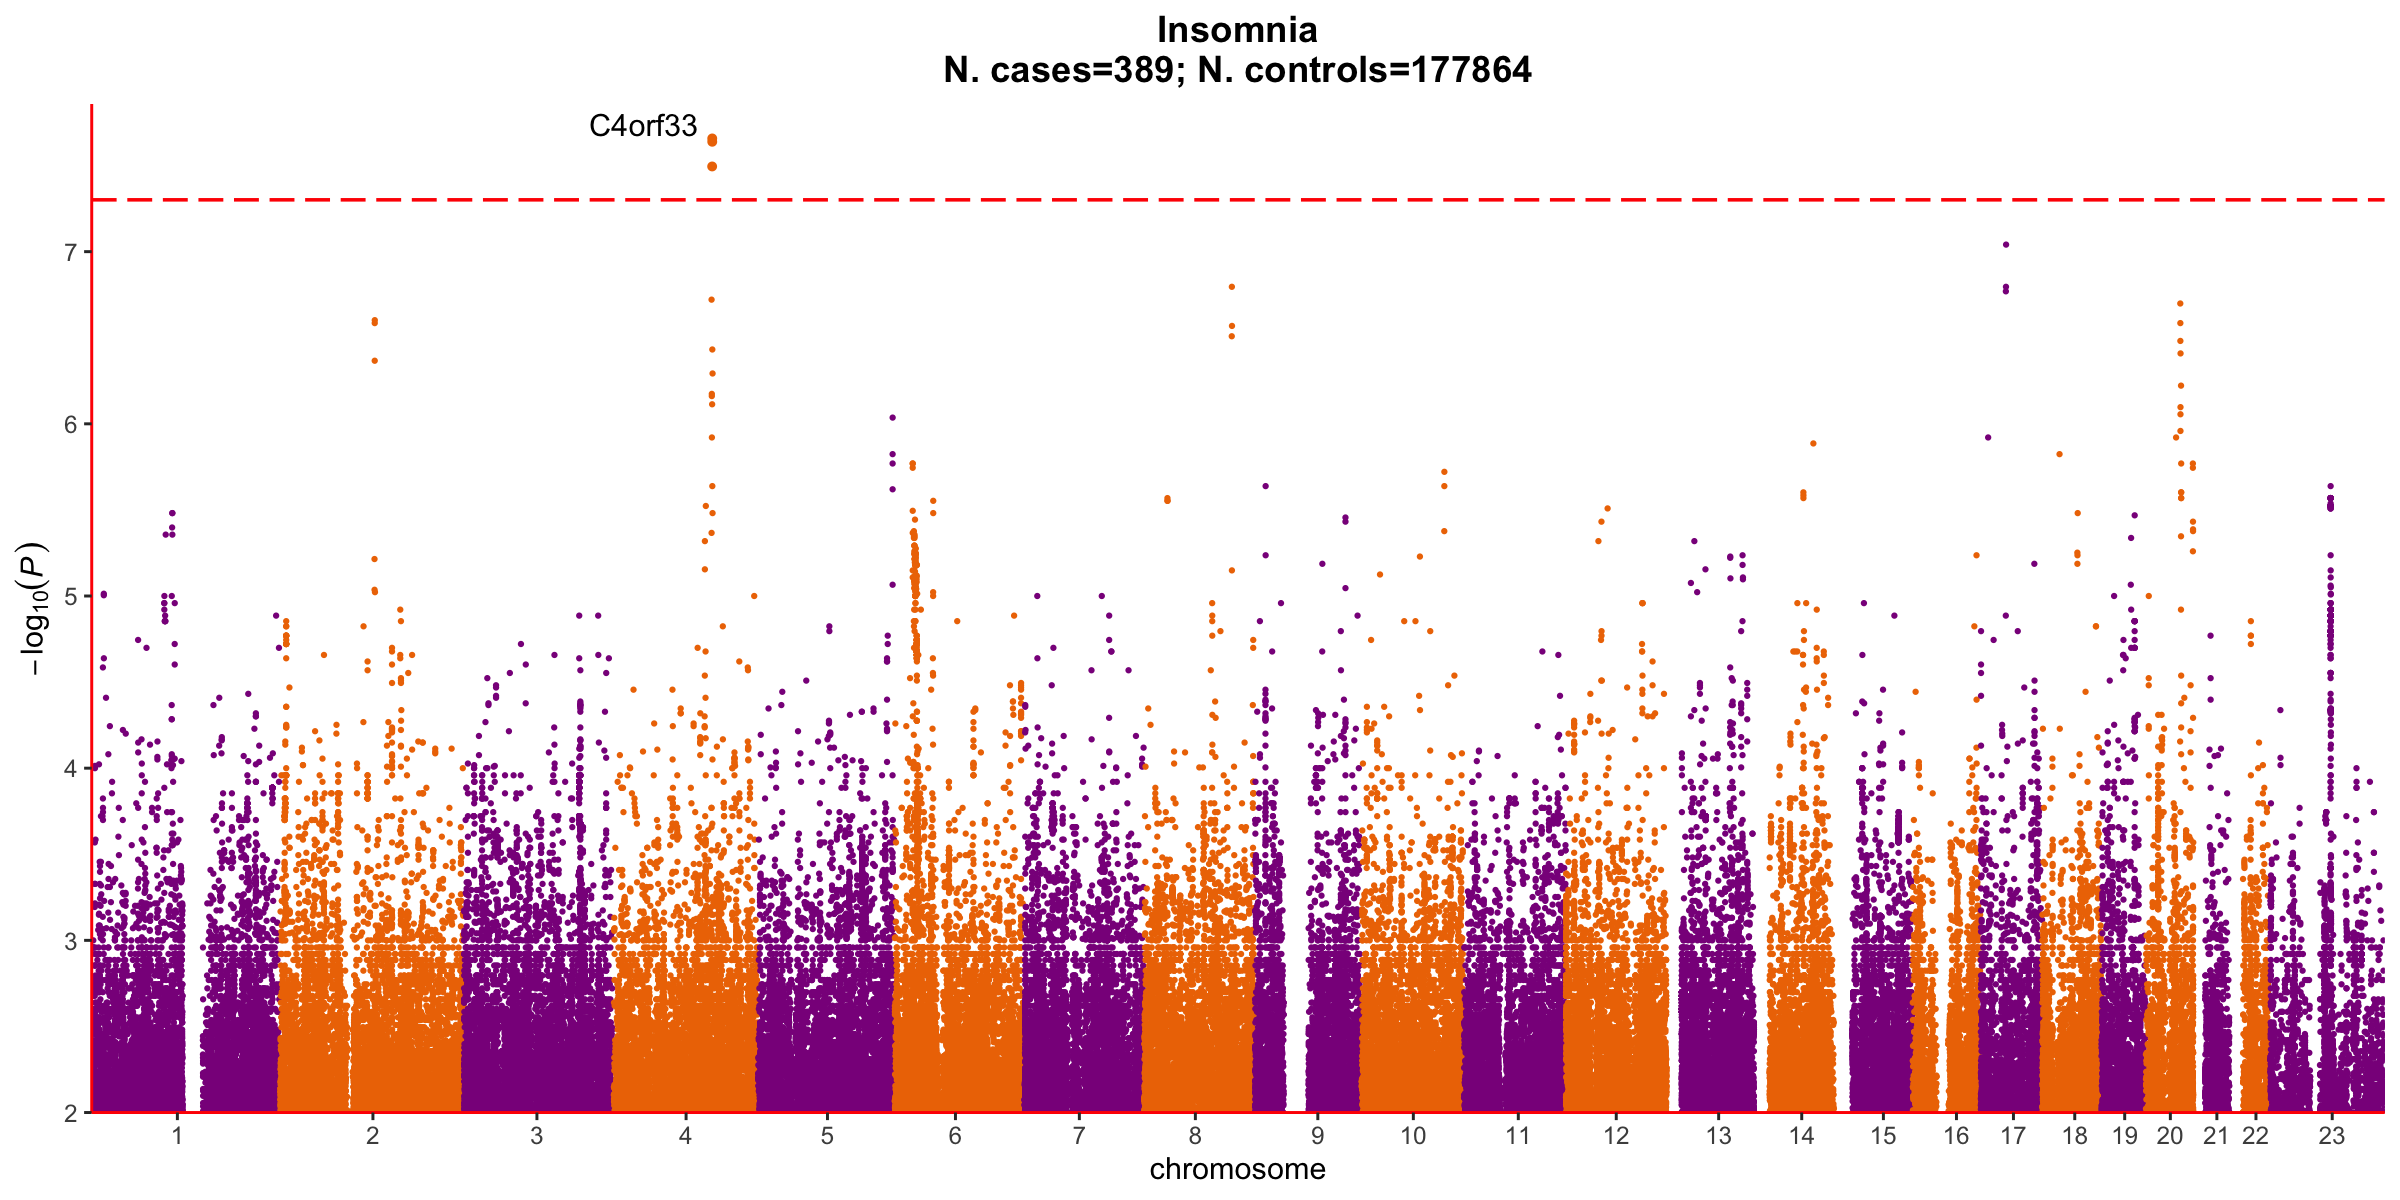 Insomnia
N. cases=389; N. controls=177864
C4orf33
7
6
5
4
3
2
−log₁₀(P)
1 2 3 4 5 6 7 8 9 10 11 12 13 14 15 16 17 18 19 20 21 22 23
chromosome